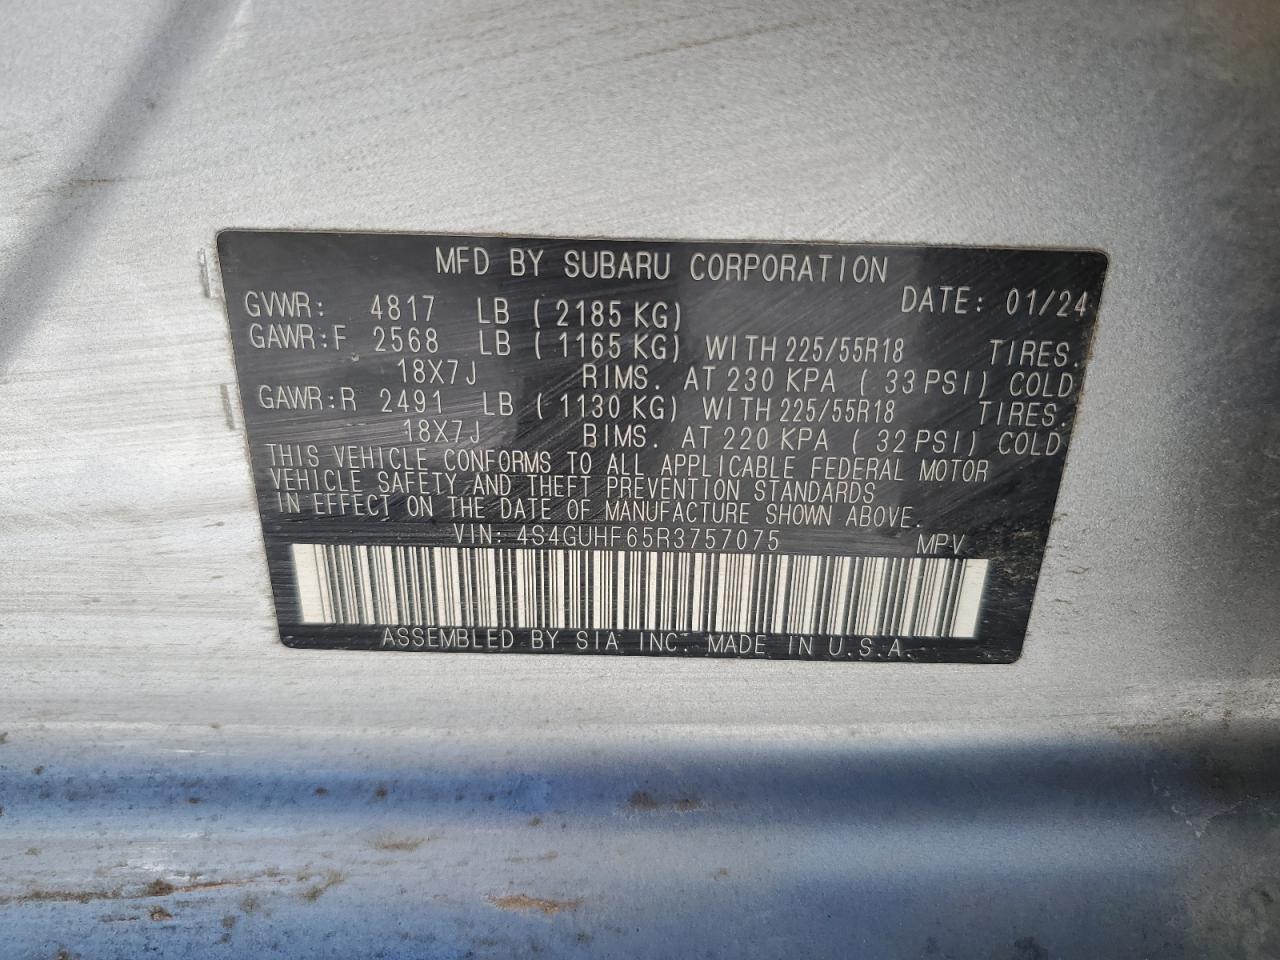 MFD BY SUBARU CORPORATION
DATE: 01/24
GVWR: 4817 LB ( 2185 KG)
GAWR:F 2568 LB ( 1165 KG) WITH 225/55R18 TIRES.
18X7J RIMS. AT 230 KPA ( 33 PSI) COLD
GAWR:R 2491 LB ( 1130 KG) WITH 225/55R18 TIRES.
18X7J RIMS. AT 220 KPA ( 32 PSI) COLD
THIS VEHICLE CONFORMS TO ALL APPLICABLE FEDERAL MOTOR
VEHICLE SAFETY AND THEFT PREVENTION STANDARDS
IN EFFECT ON THE DATE OF MANUFACTURE SHOWN ABOVE.
VIN: 4S4GUHF65R3757075 MPV
ASSEMBLED BY SIA INC. MADE IN U.S.A.